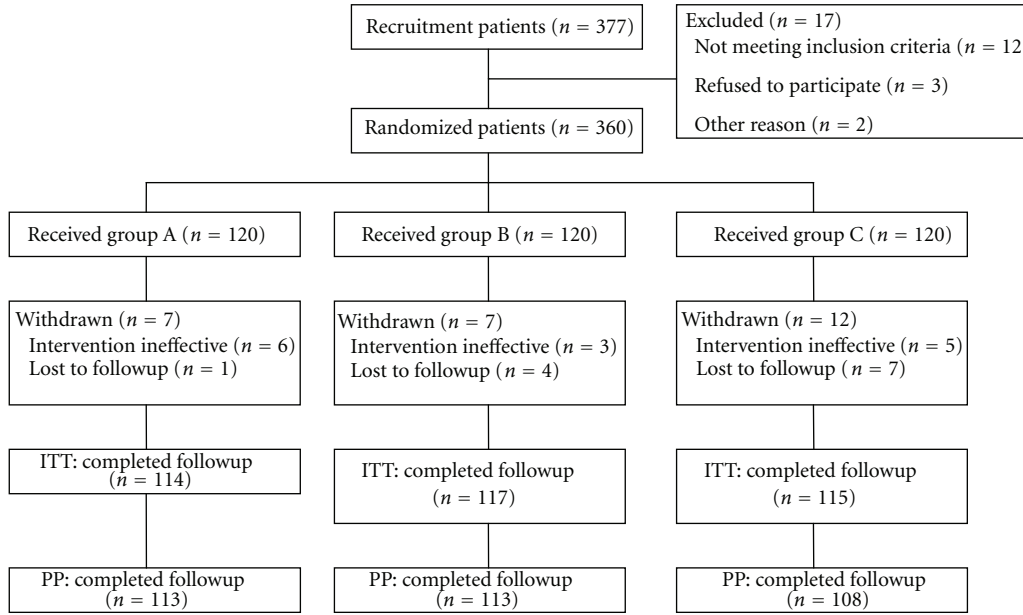 Recruitment patients (n = 377)
Excluded (n = 17)
Not meeting inclusion criteria (n = 12
Refused to participate (n = 3)
Other reason (n = 2)
Randomized patients (n = 360)
Received group A (n = 120)
Received group B (n = 120)
Received group C (n = 120)
Withdrawn (n = 7)
Intervention ineffective (n = 6)
Lost to followup (n = 1)
Withdrawn (n = 7)
Intervention ineffective (n = 3)
Lost to followup (n = 4)
Withdrawn (n = 12)
Intervention ineffective (n = 5)
Lost to followup (n = 7)
ITT: completed followup
(n = 114)
ITT: completed followup
(n = 117)
ITT: completed followup
(n = 115)
PP: completed followup
(n = 113)
PP: completed followup
(n = 113)
PP: completed followup
(n = 108)